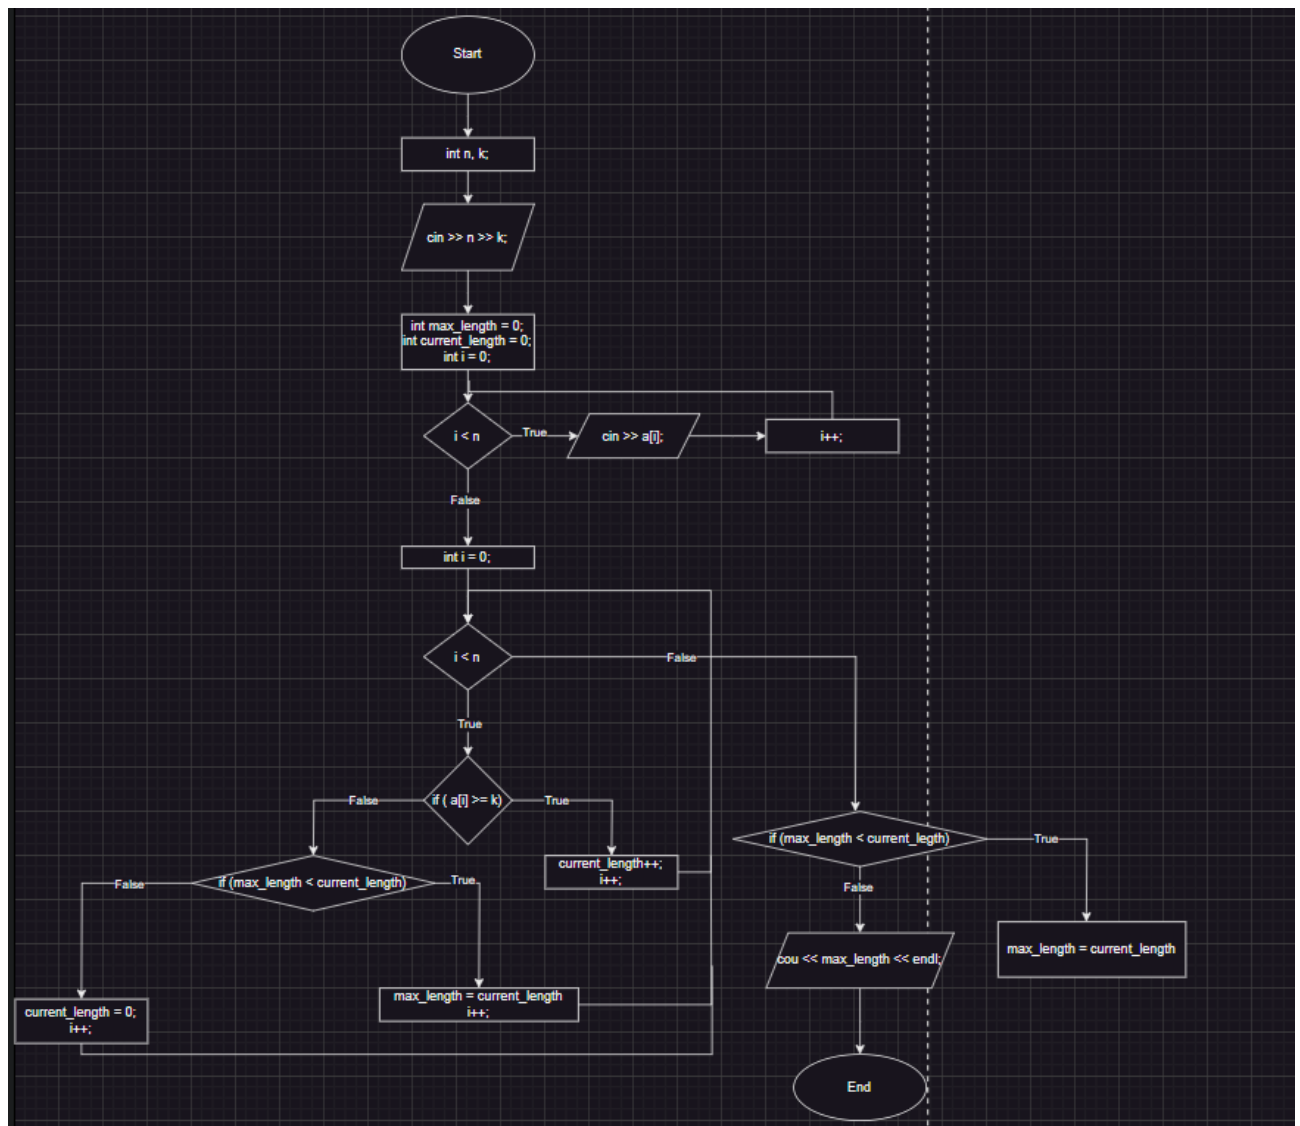 Start
int n, k;
cin >> n >> k;
int max_length = 0;
int current_length = 0;
int i = 0;
i < n
True
cin >> a[i];
i++;
False
int i = 0;
i < n
False
True
if ( a[i] >= k)
False
True
current_length++;
i++;
if (max_length < current_length)
False
True
current_length = 0;
i++;
max_length = current_length
i++;
if (max_length < current_legth)
True
False
max_length = current_length
cou << max_length << endl;
End